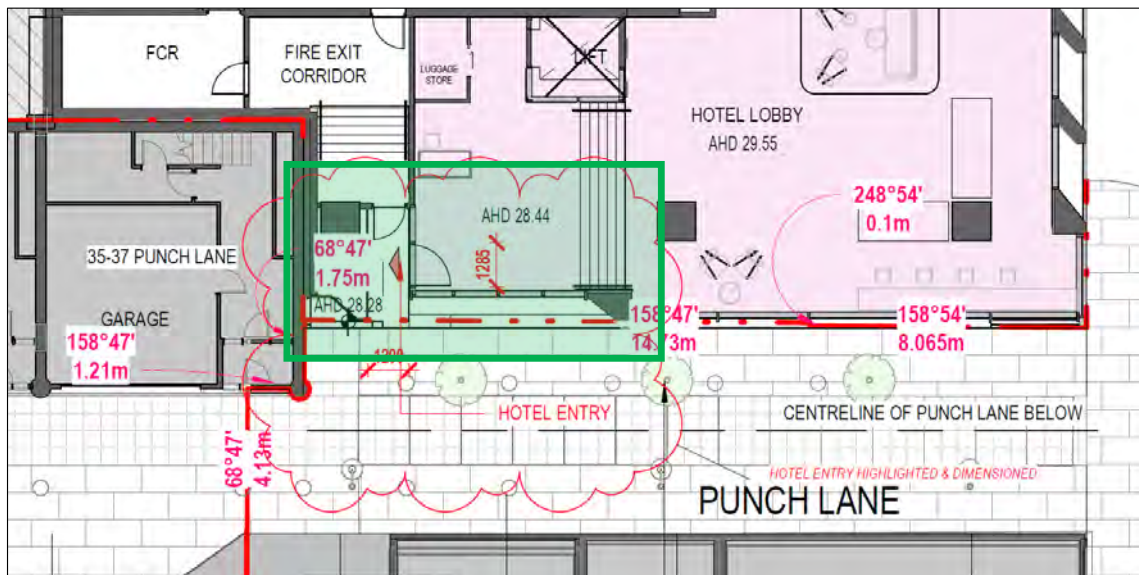 FCR
FIRE EXIT
CORRIDOR
LUGGAGE
STORE
LIFT
HOTEL LOBBY
AHD 29.55
248°54'
0.1m
AHD 28.44
1285
35-37 PUNCH LANE
68°47'
1.75m
AHD 28.28
GARAGE
158°47'
1.21m
158°47'
14.73m
158°54'
8.065m
HOTEL ENTRY
CENTRELINE OF PUNCH LANE BELOW
68°47'
4.13m
HOTEL ENTRY HIGHLIGHTED & DIMENSIONED
PUNCH LANE